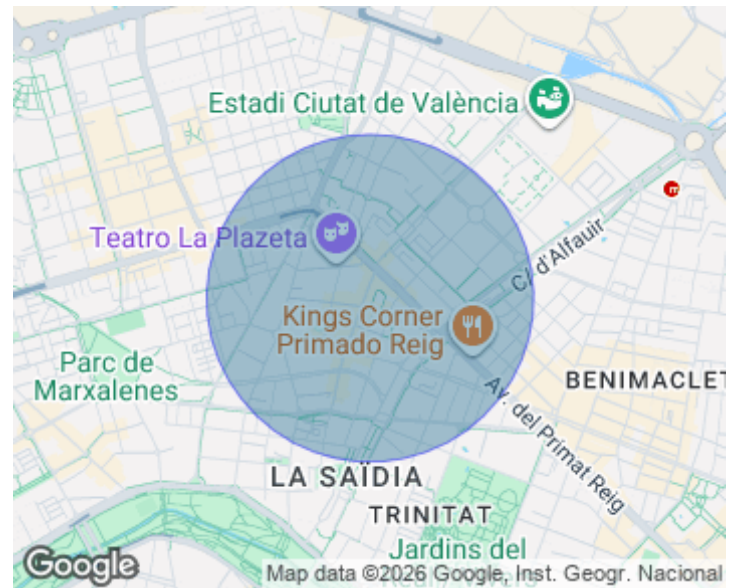 Estadi Ciutat de València
Teatro La Plazeta
C/ d'Alfauir
Kings Corner
Primado Reig
Parc de
Marxalenes
BENIMACLET
Av. del Primat Reig
LA SAÏDIA
TRINITAT
Jardins del
Google
Map data ©2026 Google, Inst. Geogr. Nacional